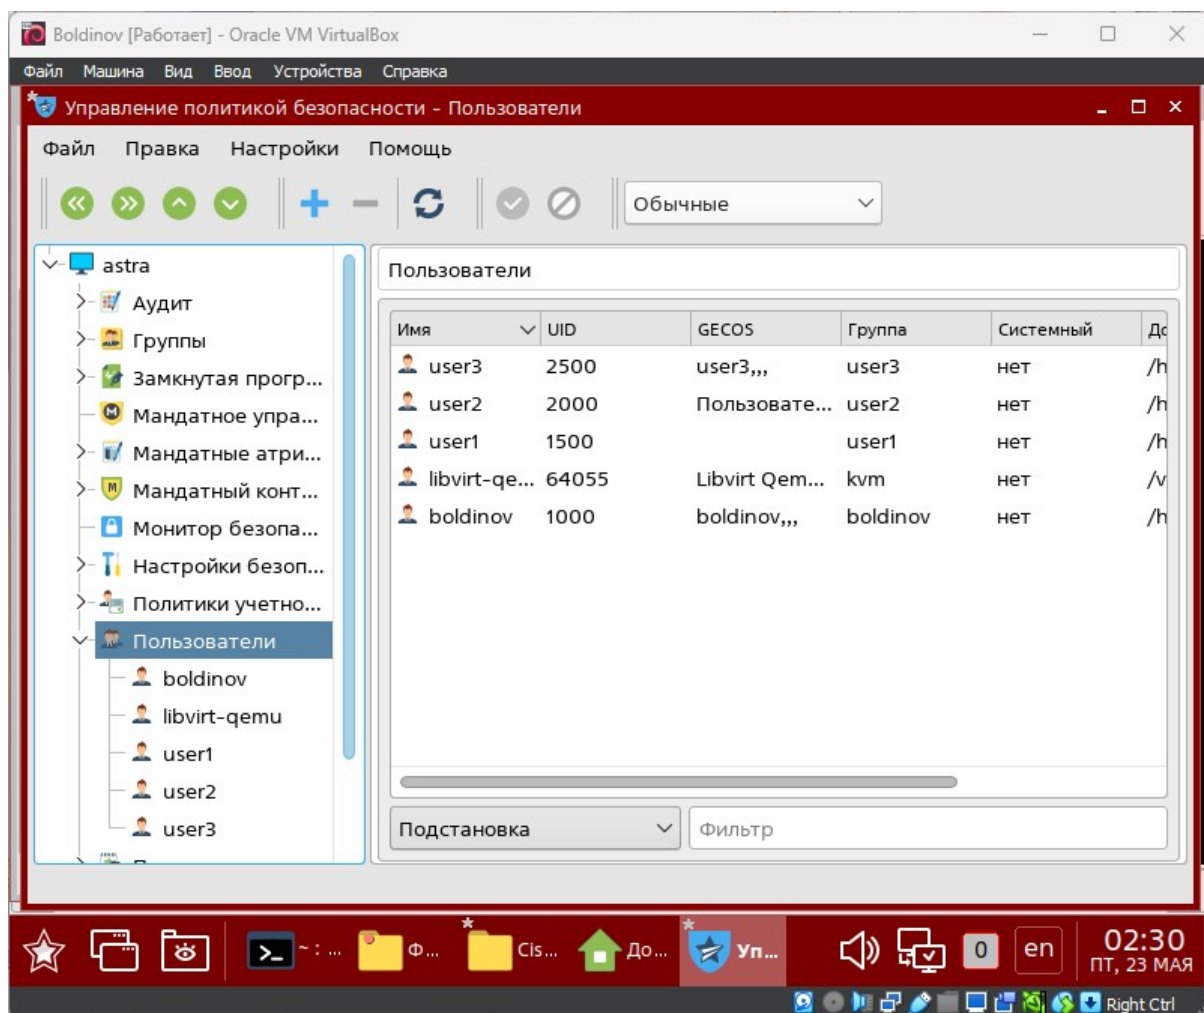 Boldinov [Работает] - Oracle VM VirtualBox
Файл Машина Вид Ввод Устройства Справка
Управление политикой безопасности - Пользователи
Файл Правка Настройки Помощь
Обычные
astra
Аудит
Группы
Замкнутая прогр...
Мандатное упра...
Мандатные атри...
Мандатный конт...
Монитор безопа...
Настройки безоп...
Политики учетно...
Пользователи
boldinov
libvirt-qemu
user1
user2
user3
Пользователи
Имя UID GECOS Группа Системный
user3 2500 user3,,, user3 нет /h
user2 2000 Пользовате... user2 нет /h
user1 1500 user1 нет /h
libvirt-qe... 64055 Libvirt Qem... kvm нет /v
boldinov 1000 boldinov,,, boldinov нет /h
Подстановка Фильтр
~ : ... Ф... Cis... До... Уп... 0 en 02:30
ПТ, 23 МАЯ
Right Ctrl